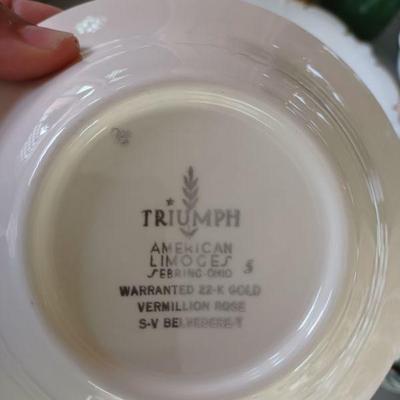 TRIUMPH
AMERICAN
LIMOGES
SEBRING-OHIO
WARRANTED 22-K GOLD
VERMILLION ROSE
S-V BELVEDERE-T